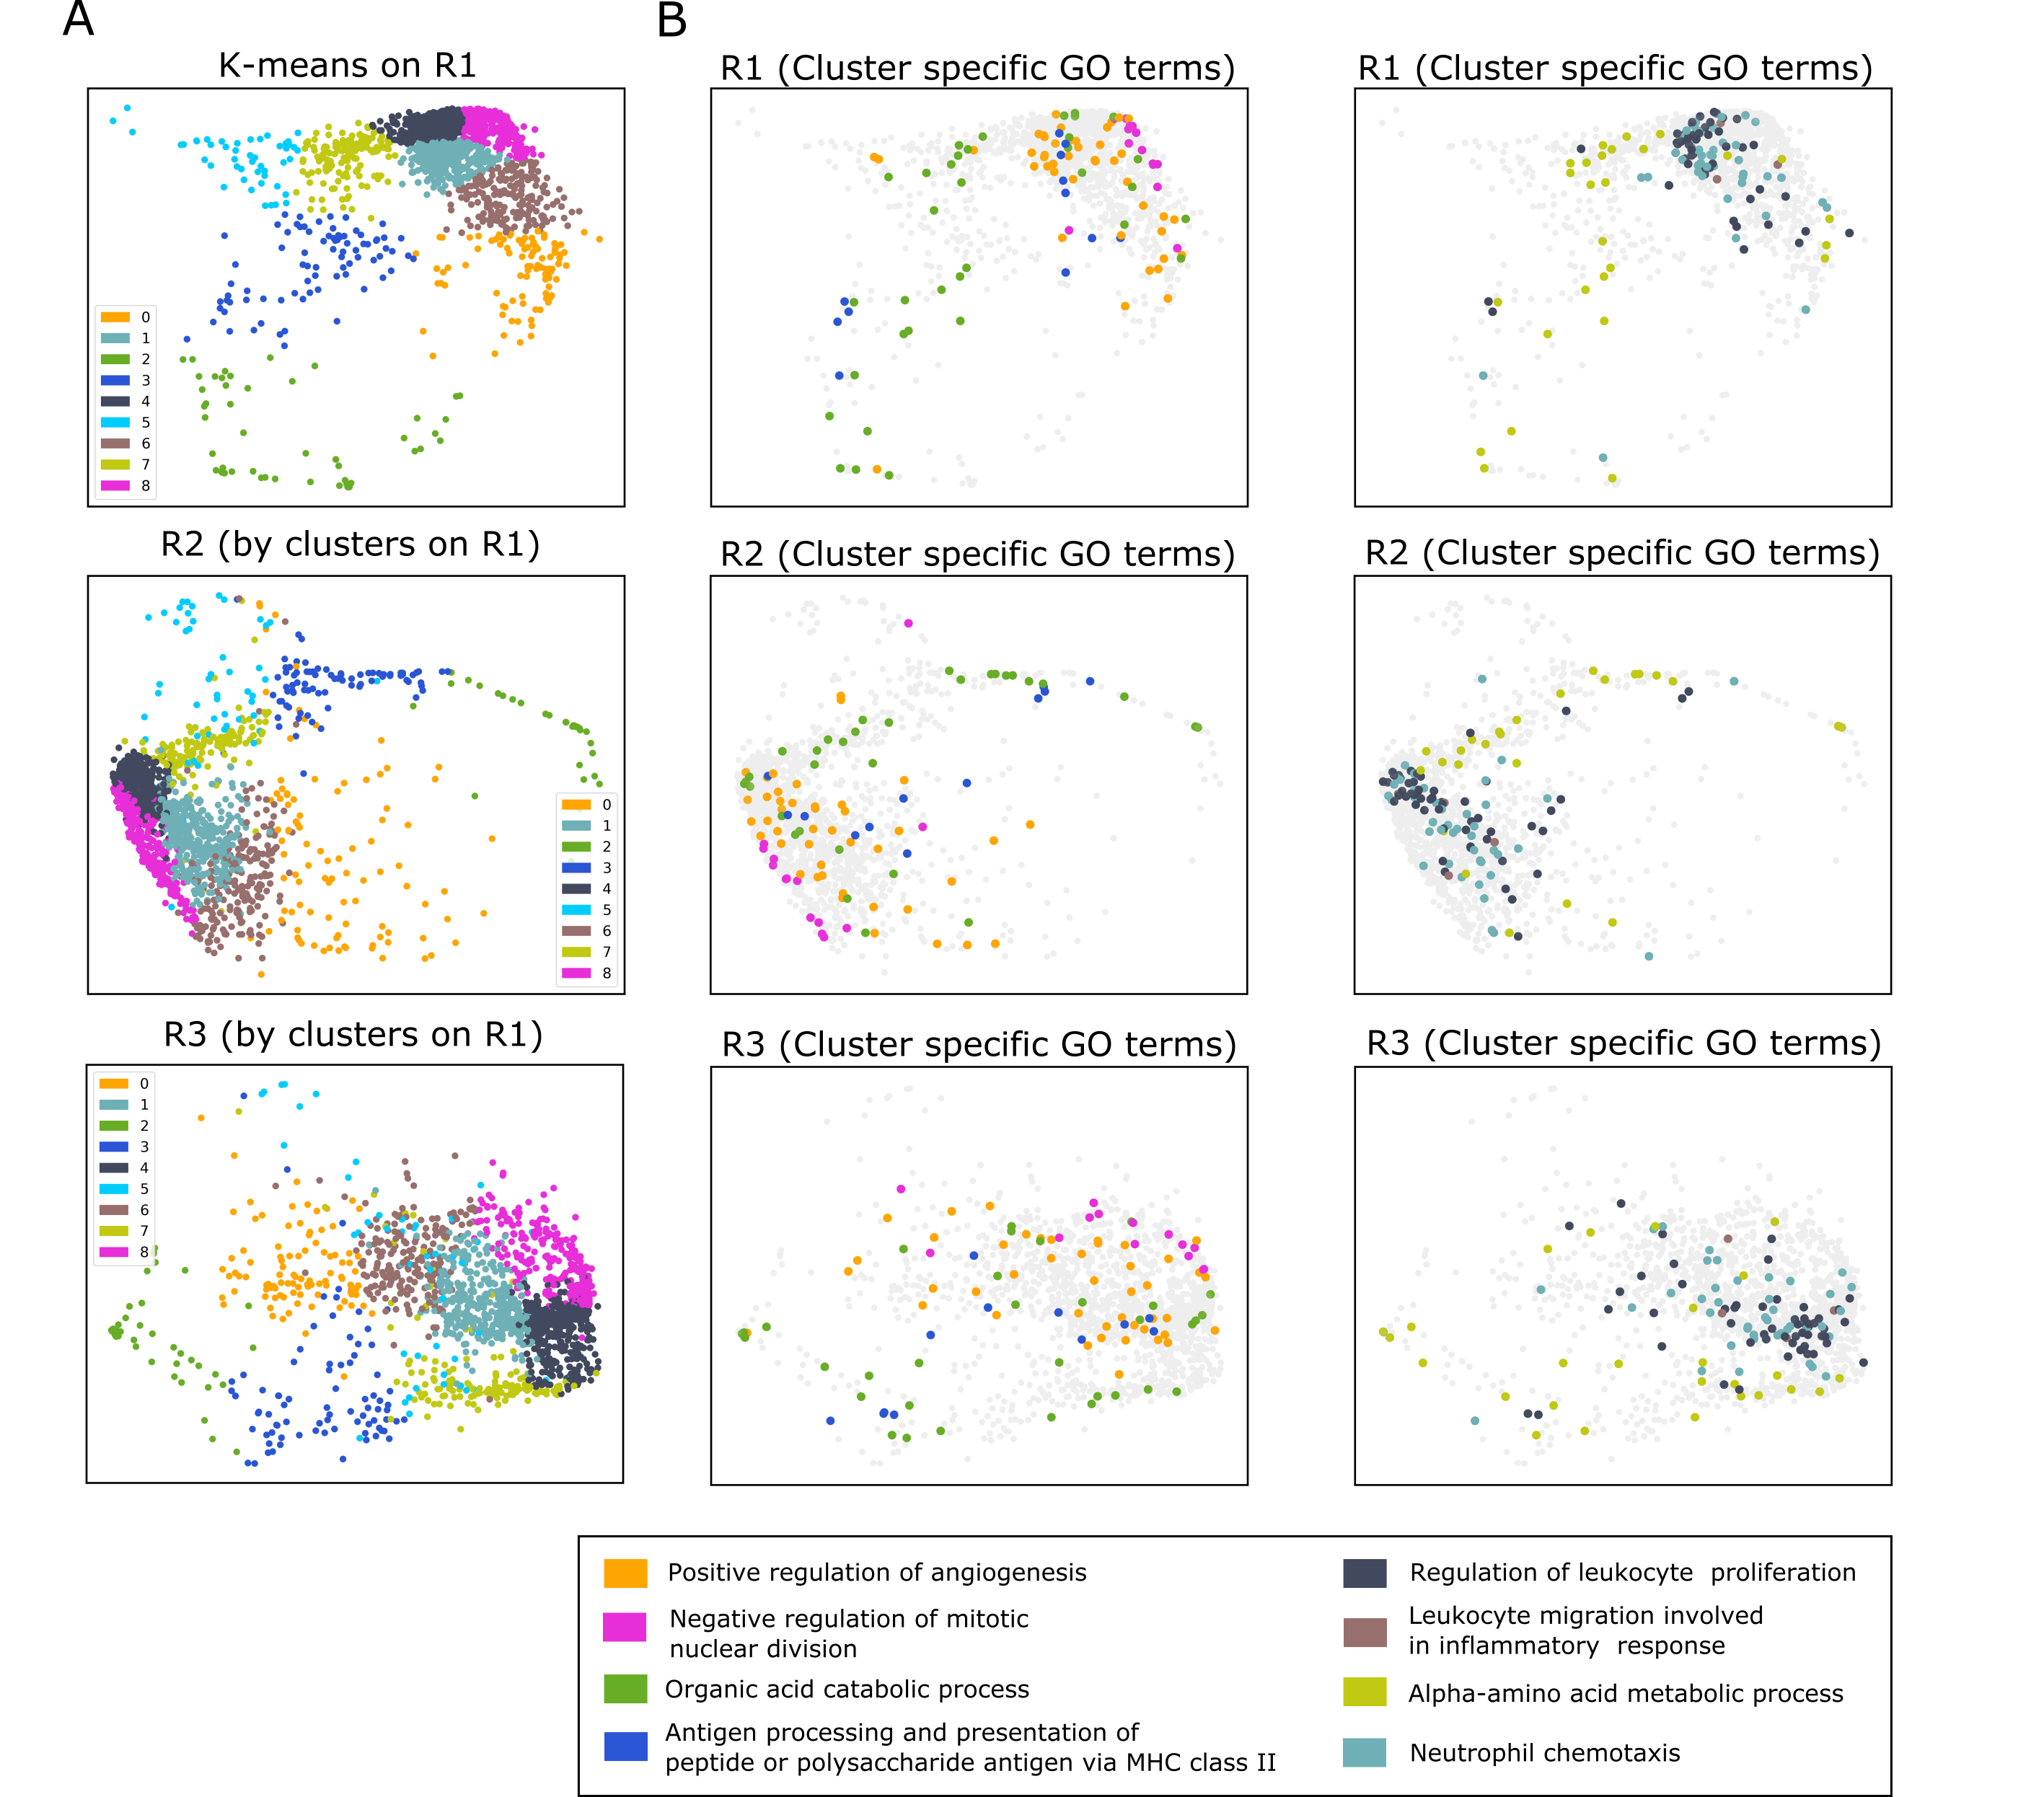 A
B
K-means on R1
R1 (Cluster specific GO terms)
R1 (Cluster specific GO terms)
0
1
2
3
4
5
6
7
8
R2 (by clusters on R1)
R2 (Cluster specific GO terms)
R2 (Cluster specific GO terms)
0
1
2
3
4
5
6
7
8
R3 (by clusters on R1)
R3 (Cluster specific GO terms)
R3 (Cluster specific GO terms)
0
1
2
3
4
5
6
7
8
Positive regulation of angiogenesis
Negative regulation of mitotic
nuclear division
Organic acid catabolic process
Antigen processing and presentation of
peptide or polysaccharide antigen via MHC class II
Regulation of leukocyte proliferation
Leukocyte migration involved
in inflammatory response
Alpha-amino acid metabolic process
Neutrophil chemotaxis